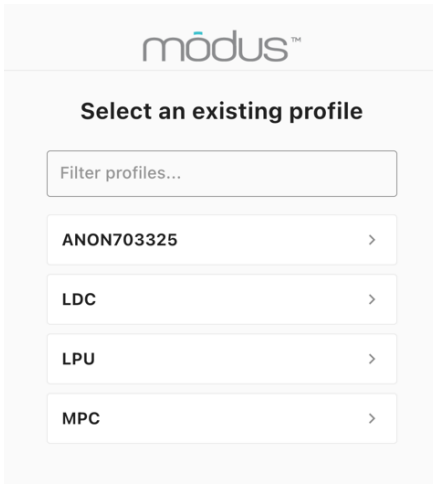 mōdus™
Select an existing profile
Filter profiles...
ANON703325
LDC
LPU
MPC